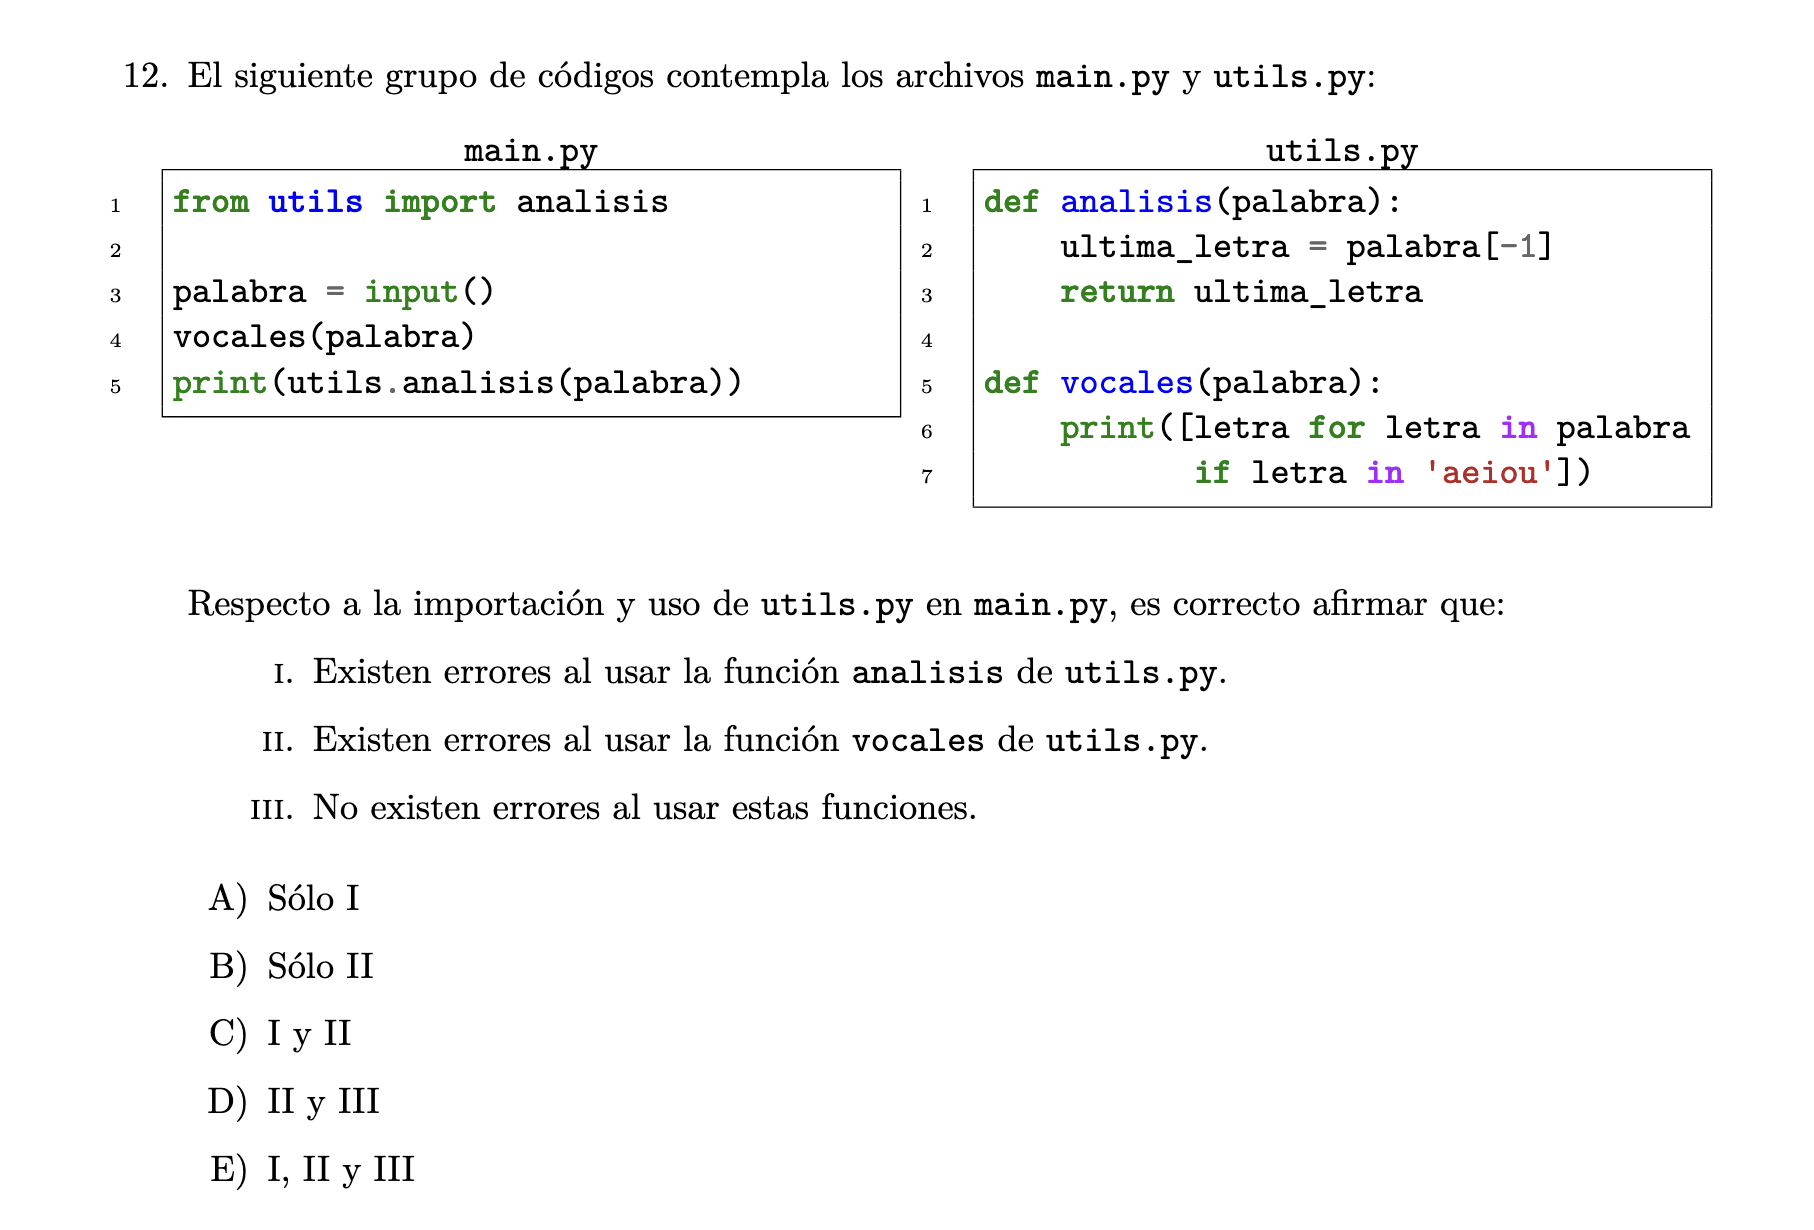 12. El siguiente grupo de códigos contempla los archivos main.py y utils.py:
main.py
1 from utils import analisis
2
3 palabra = input()
4 vocales(palabra)
5 print(utils.analisis(palabra))
utils.py
1 def analisis(palabra):
2     ultima_letra = palabra[-1]
3     return ultima_letra
4
5 def vocales(palabra):
6     print([letra for letra in palabra
7            if letra in 'aeiou'])
Respecto a la importación y uso de utils.py en main.py, es correcto afirmar que:
I. Existen errores al usar la función analisis de utils.py.
II. Existen errores al usar la función vocales de utils.py.
III. No existen errores al usar estas funciones.
A) Sólo I
B) Sólo II
C) I y II
D) II y III
E) I, II y III